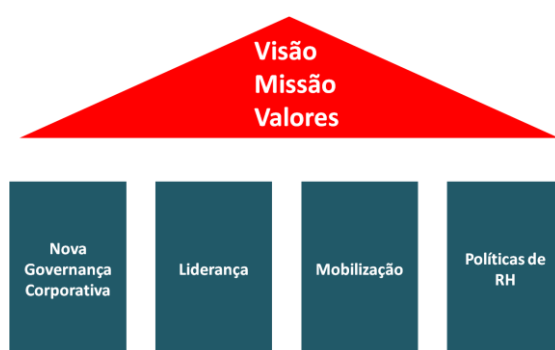 Visão
Missão
Valores
Nova
Governança
Corporativa
Liderança
Mobilização
Políticas de
RH